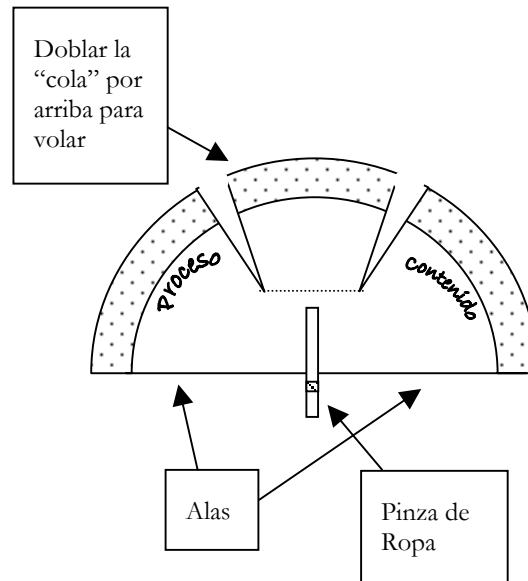 Doblar la
“cola” por
arriba para
volar
Proceso
contenido
Alas
Pinza de
Ropa